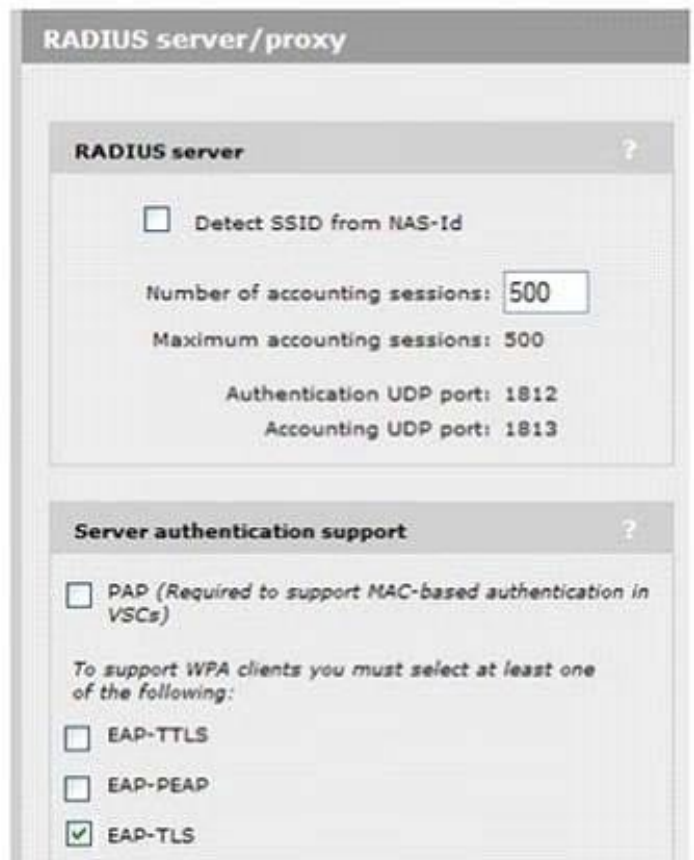 RADIUS server/proxy
RADIUS server ?
Detect SSID from NAS-Id
Number of accounting sessions: 500
Maximum accounting sessions: 500
Authentication UDP port: 1812
Accounting UDP port: 1813
Server authentication support ?
PAP (Required to support MAC-based authentication in
VSCs)
To support WPA clients you must select at least one
of the following:
EAP-TTLS
EAP-PEAP
EAP-TLS